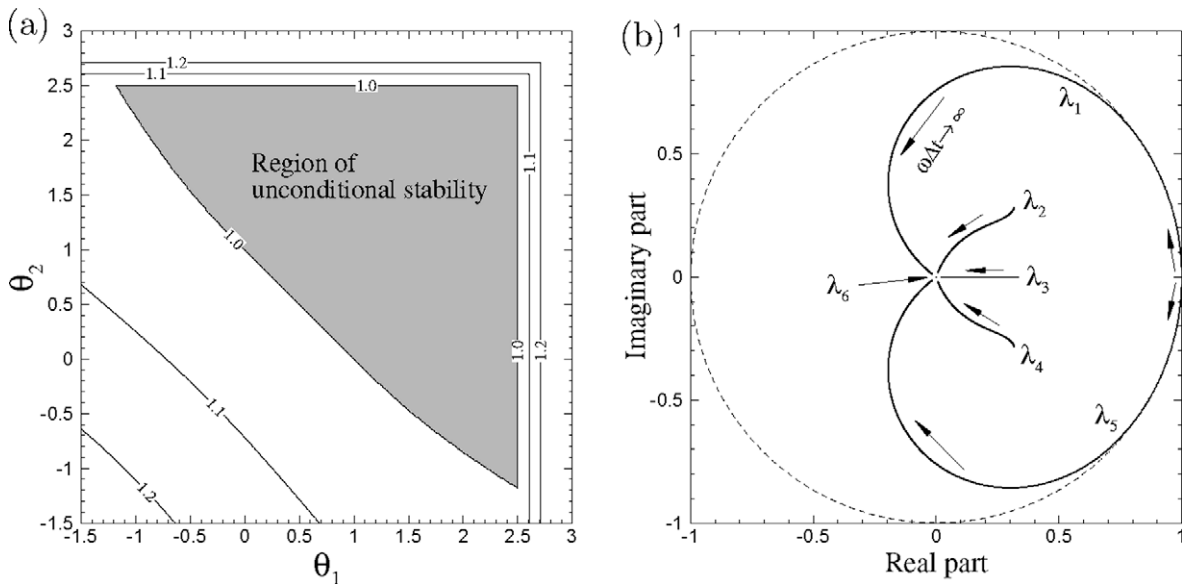 (a)
3
2.5
2
1.5
1
0.5
0
-0.5
-1
-1.5
θ2
1.2
1.1
1.0
Region of
unconditional stability
1.1
1.0
1.0
1.2
1.1
1.2
-1.5 -1 -0.5 0 0.5 1 1.5 2 2.5 3
θ1
(b)
1
0.5
0
-0.5
-1
Imaginary part
λ1
ωΔt→ ∞
λ2
λ3
λ6
λ4
λ5
-1 -0.5 0 0.5 1
Real part